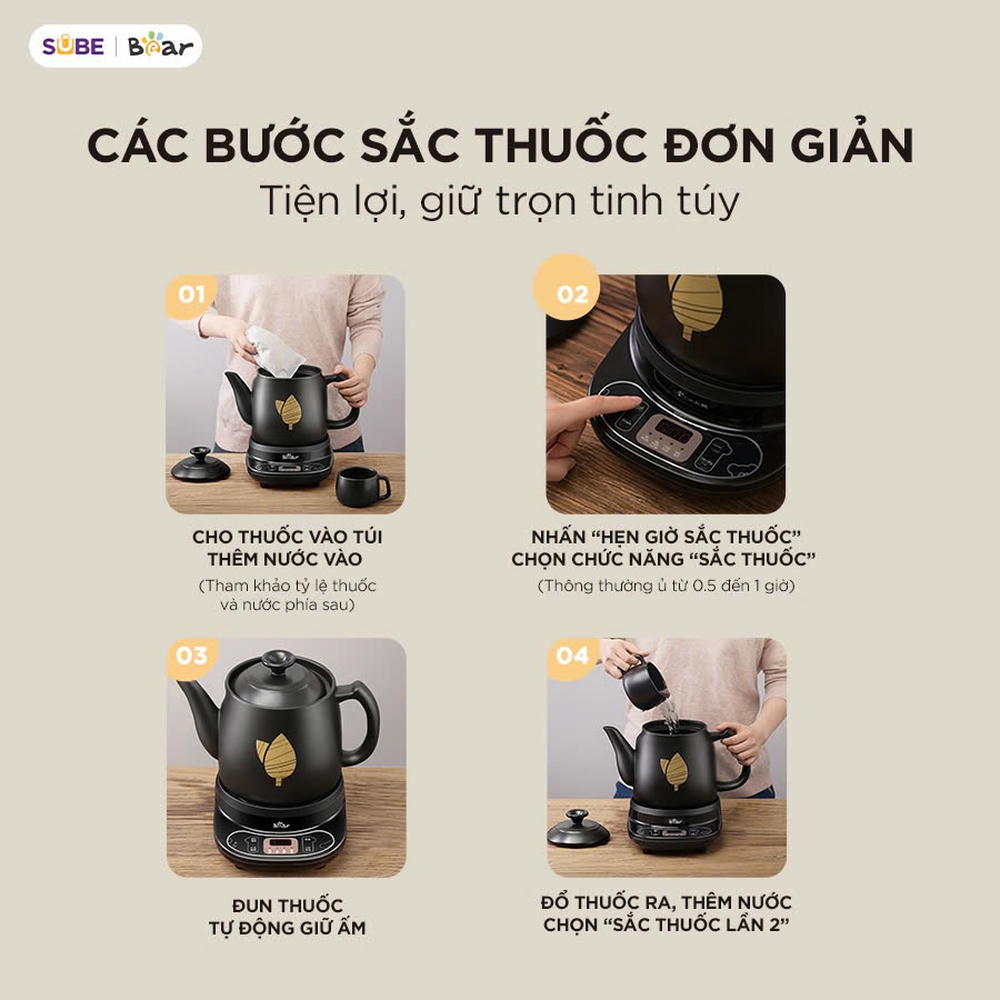 SUBE | Bear
CÁC BƯỚC SẮC THUỐC ĐƠN GIẢN
Tiện lợi, giữ trọn tinh túy
01
02
CHO THUỐC VÀO TÚI
THÊM NƯỚC VÀO
(Tham khảo tỷ lệ thuốc
và nước phía sau)
NHẤN “HẸN GIỜ SẮC THUỐC”
CHỌN CHỨC NĂNG “SẮC THUỐC”
(Thông thường ủ từ 0.5 đến 1 giờ)
03
04
ĐUN THUỐC
TỰ ĐỘNG GIỮ ẤM
ĐỔ THUỐC RA, THÊM NƯỚC
CHỌN “SẮC THUỐC LẦN 2”